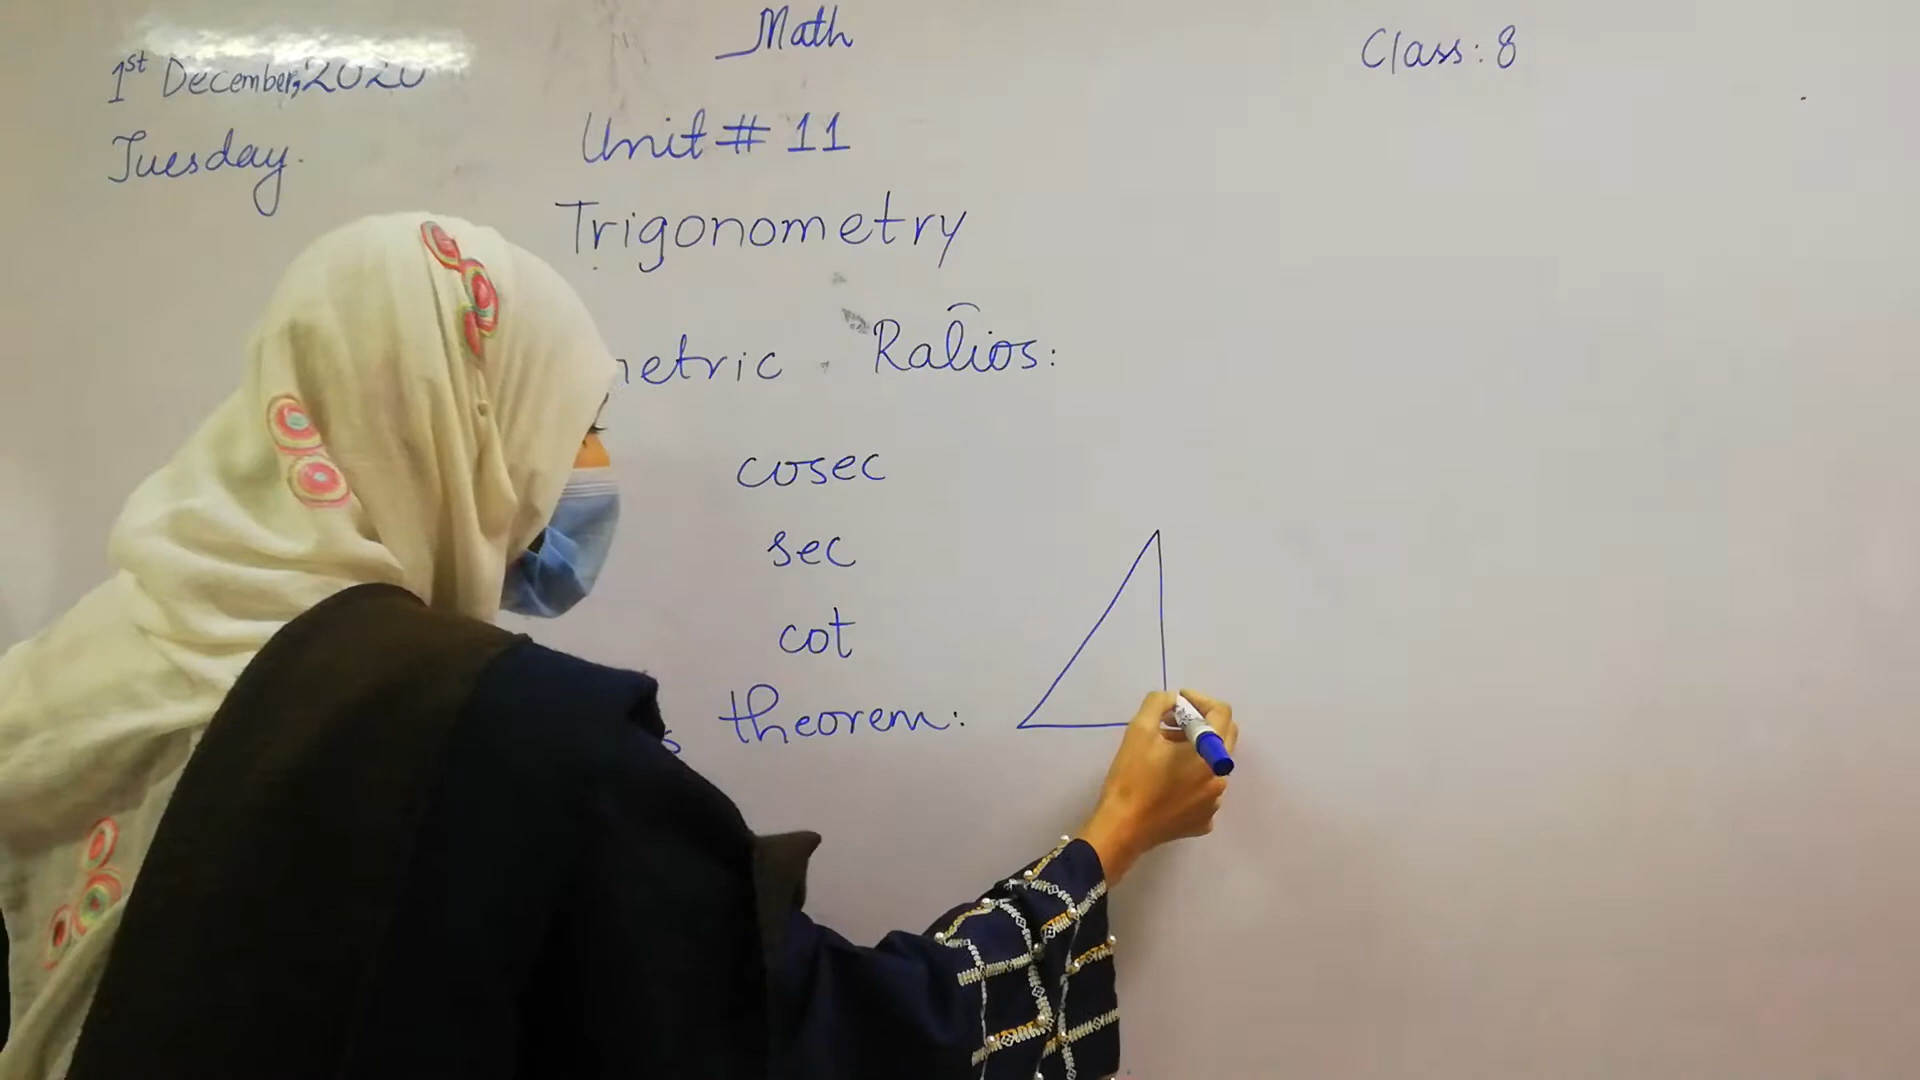 Math
Class: 8
1st December, 2020
Tuesday.
Unit # 11
Trigonometry
etric Ratios:
cosec
sec
cot
s theorem: